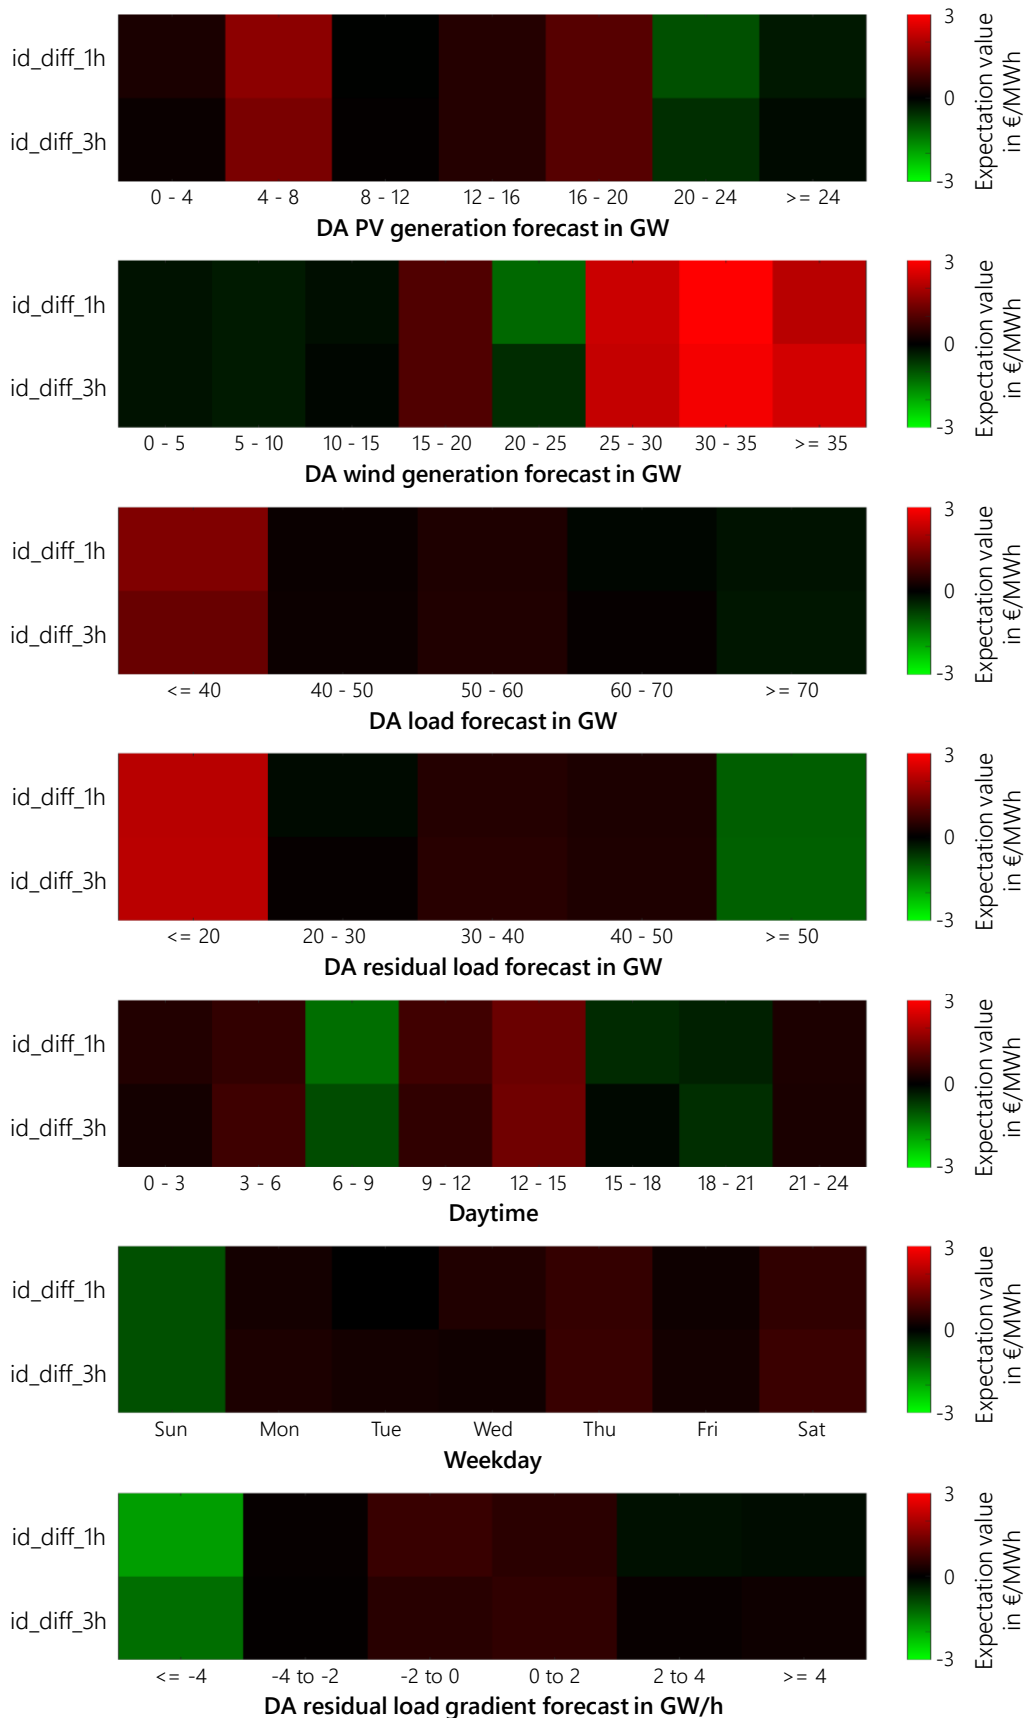 id_diff_1h
id_diff_3h
0 - 4 4 - 8 8 - 12 12 - 16 16 - 20 20 - 24 >= 24
DA PV generation forecast in GW
3
0
-3
Expectation value
in €/MWh
id_diff_1h
id_diff_3h
0 - 5 5 - 10 10 - 15 15 - 20 20 - 25 25 - 30 30 - 35 >= 35
DA wind generation forecast in GW
3
0
-3
Expectation value
in €/MWh
id_diff_1h
id_diff_3h
<= 40 40 - 50 50 - 60 60 - 70 >= 70
DA load forecast in GW
3
0
-3
Expectation value
in €/MWh
id_diff_1h
id_diff_3h
<= 20 20 - 30 30 - 40 40 - 50 >= 50
DA residual load forecast in GW
3
0
-3
Expectation value
in €/MWh
id_diff_1h
id_diff_3h
0 - 3 3 - 6 6 - 9 9 - 12 12 - 15 15 - 18 18 - 21 21 - 24
Daytime
3
0
-3
Expectation value
in €/MWh
id_diff_1h
id_diff_3h
Sun Mon Tue Wed Thu Fri Sat
Weekday
3
0
-3
Expectation value
in €/MWh
id_diff_1h
id_diff_3h
<= -4 -4 to -2 -2 to 0 0 to 2 2 to 4 >= 4
DA residual load gradient forecast in GW/h
3
0
-3
Expectation value
in €/MWh